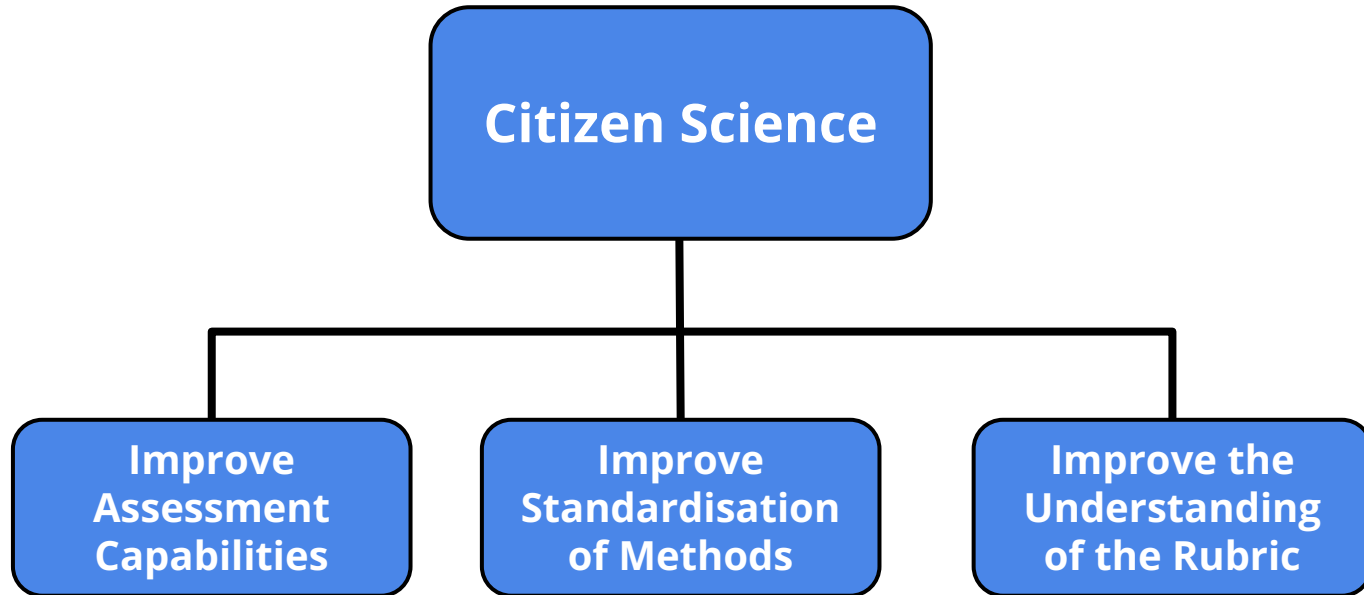 Citizen Science
Improve
Assessment
Capabilities
Improve
Standardisation
of Methods
Improve the
Understanding
of the Rubric